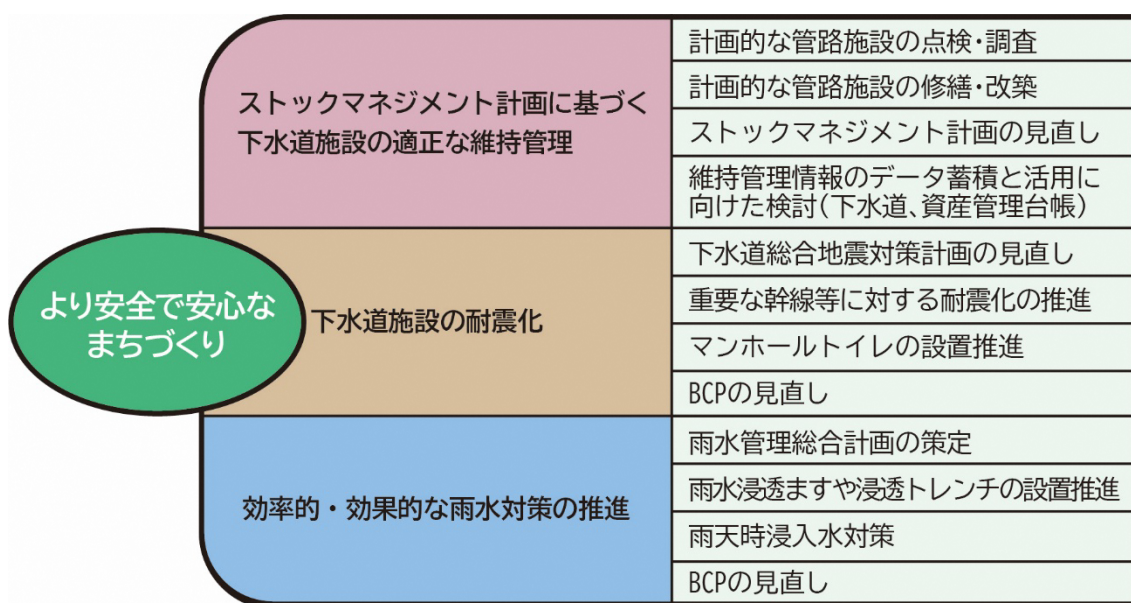 より安全で安心な
まちづくり
ストックマネジメント計画に基づく
下水道施設の適正な維持管理
計画的な管路施設の点検・調査
計画的な管路施設の修繕・改築
ストックマネジメント計画の見直し
維持管理情報のデータ蓄積と活用に
向けた検討（下水道、資産管理台帳）
下水道施設の耐震化
下水道総合地震対策計画の見直し
重要な幹線等に対する耐震化の推進
マンホールトイレの設置推進
BCPの見直し
効率的・効果的な雨水対策の推進
雨水管理総合計画の策定
雨水浸透ますや浸透トレンチの設置推進
雨天時浸入水対策
BCPの見直し